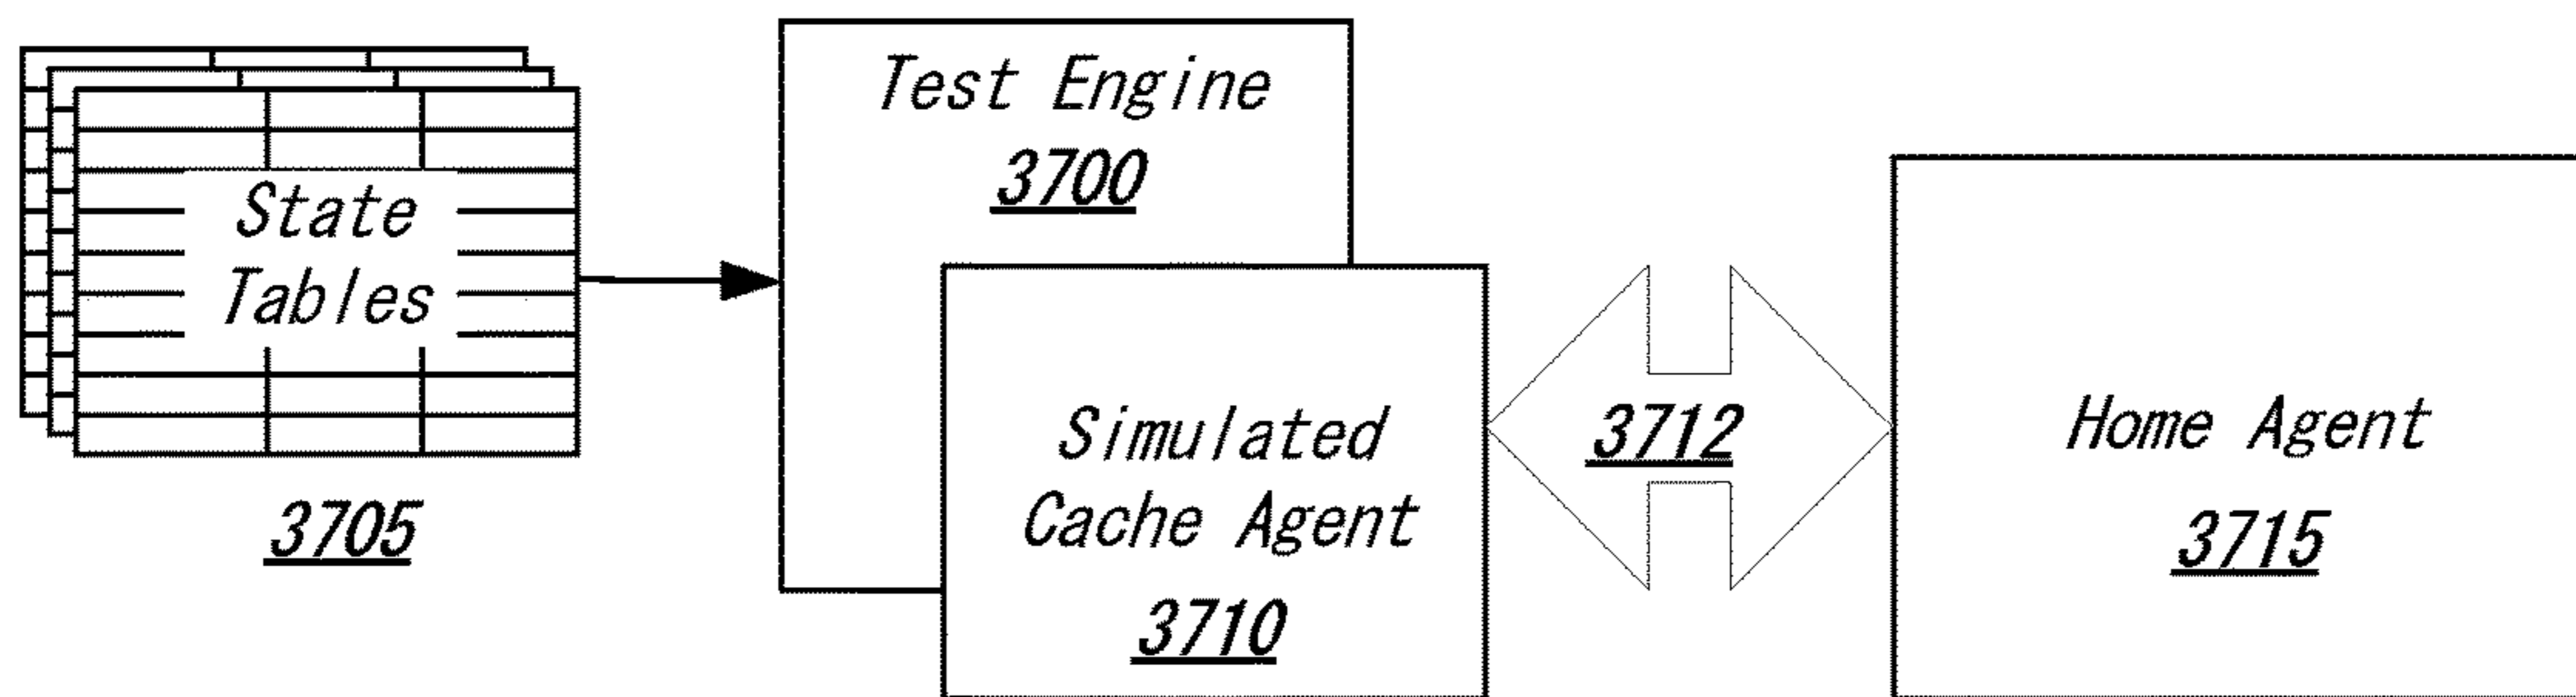 State
Tables
3705
Test Engine
3700
Simulated
Cache Agent
3710
3712
Home Agent
3715